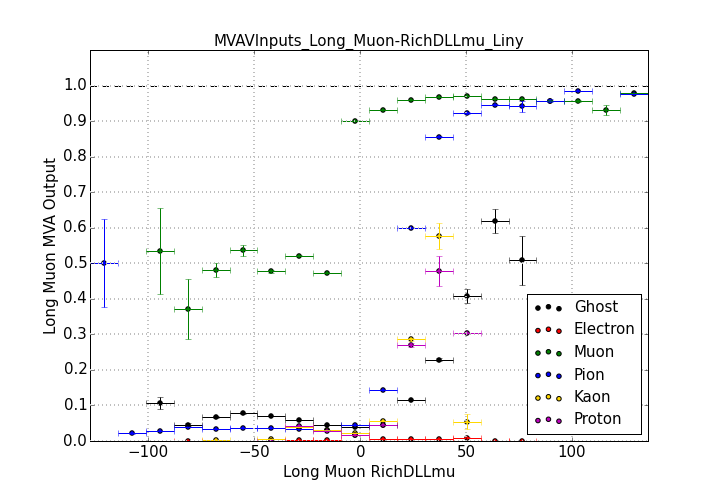 MVAVInputs_Long_Muon-RichDLLmu_Liny
Long Muon MVA Output
1.0
0.9
0.8
0.7
0.6
0.5
0.4
0.3
0.2
0.1
0.0
−100
−50
0
50
100
Long Muon RichDLLmu
Ghost
Electron
Muon
Pion
Kaon
Proton